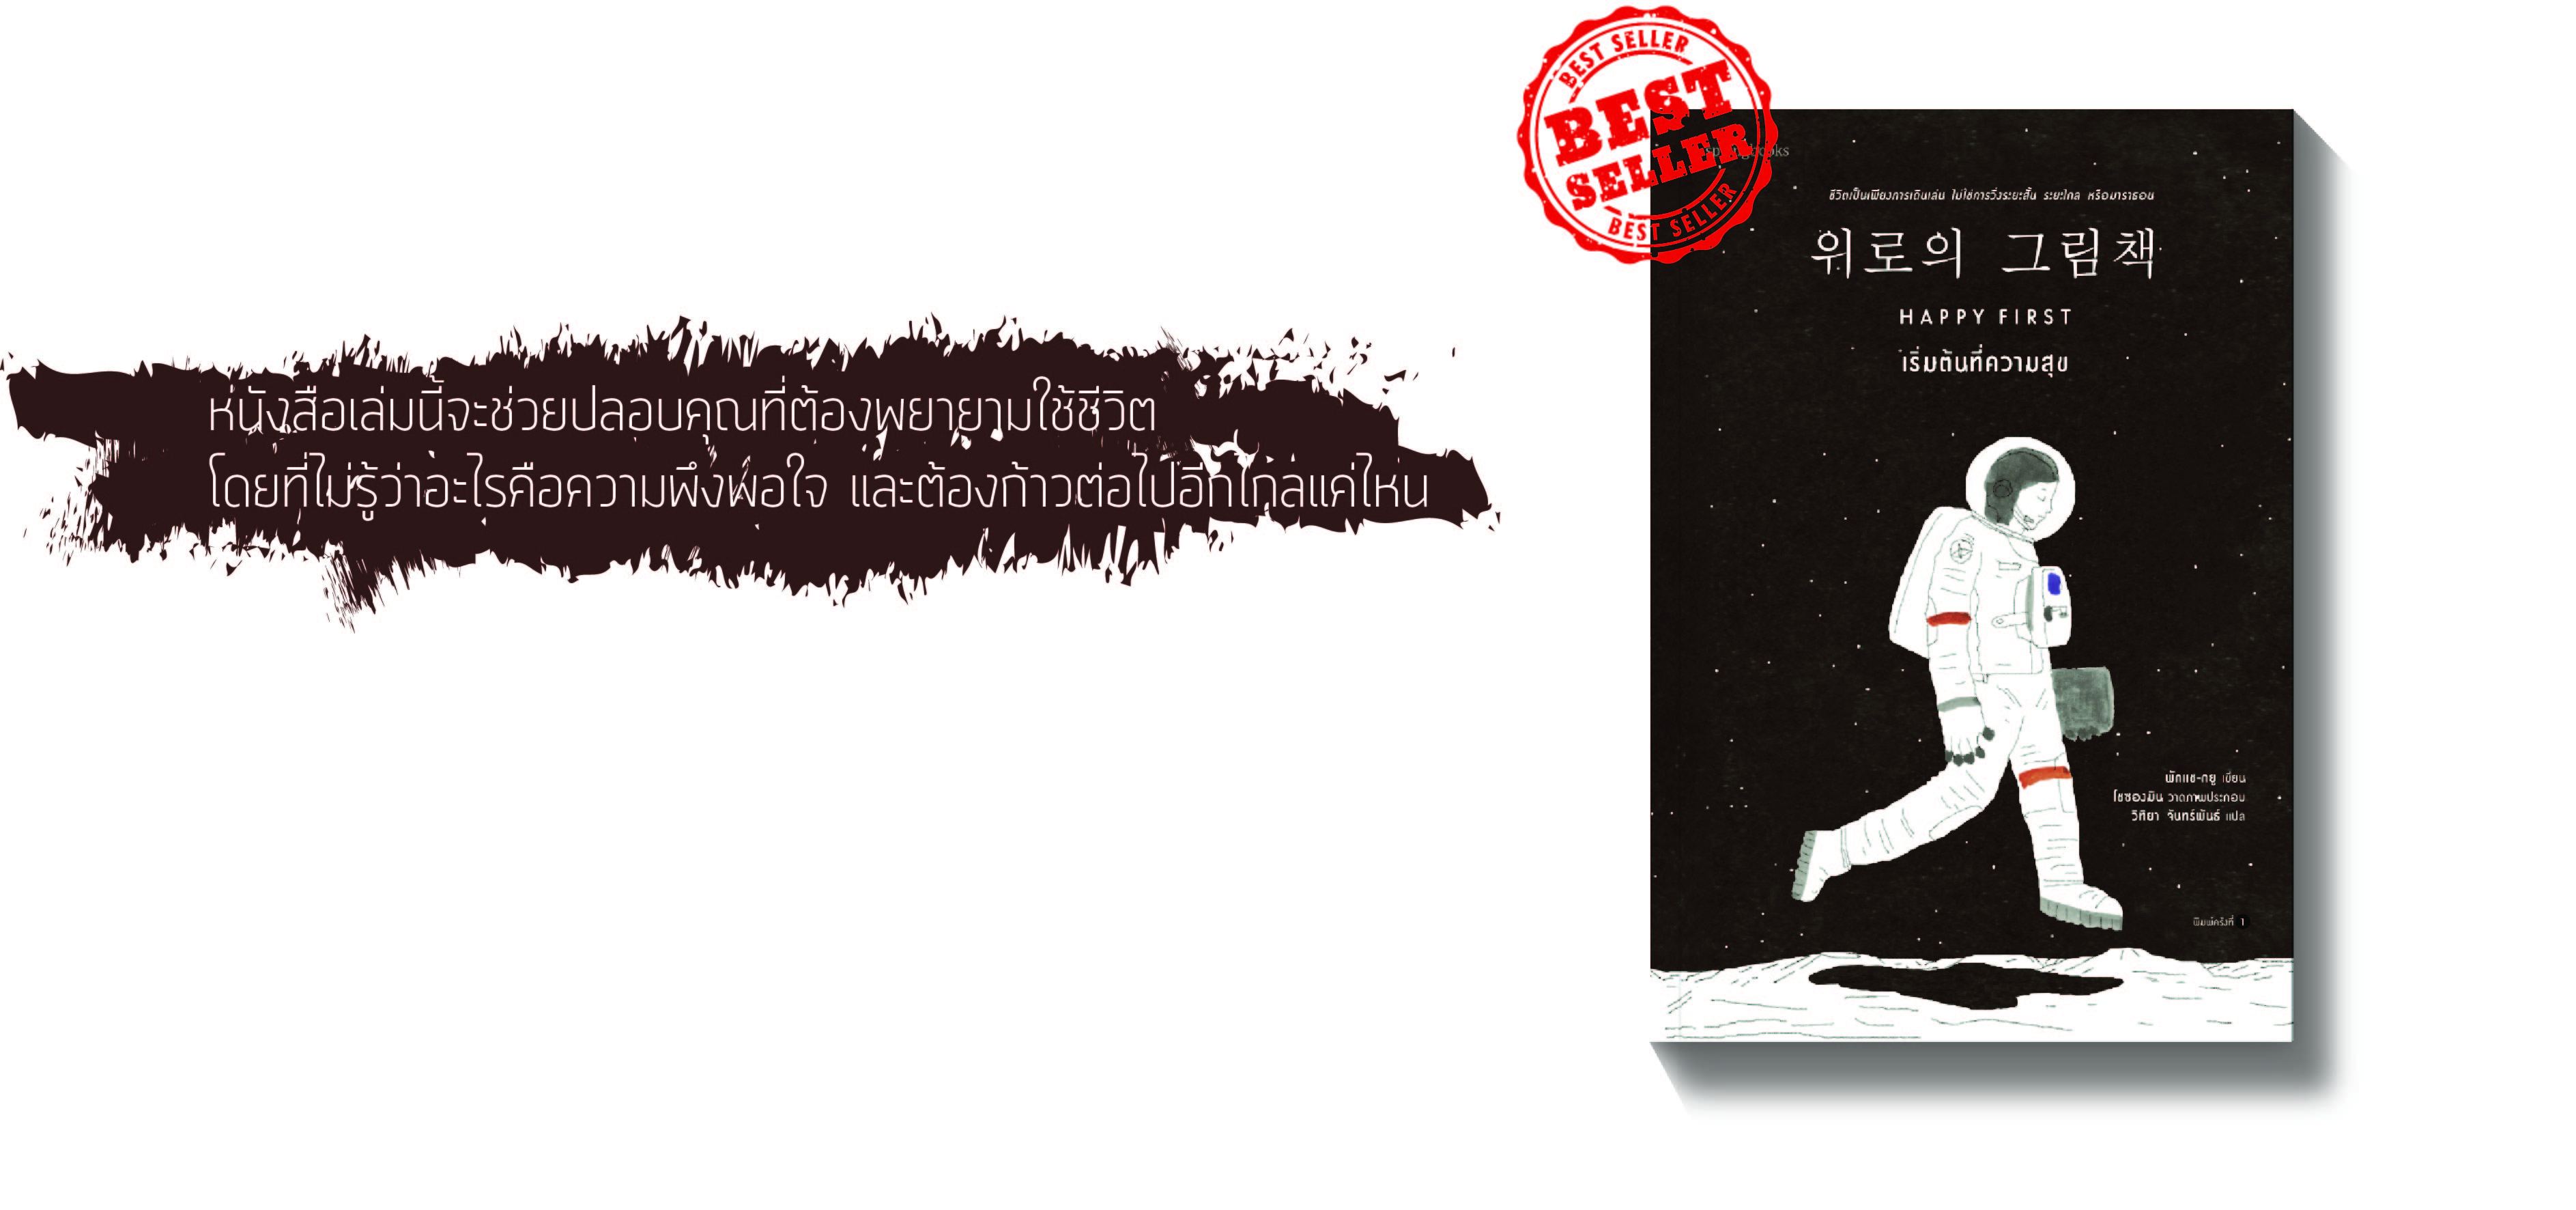 หนังสือเล่มนี้จะช่วยปลอบคุณที่ต้องพยายามใช้ชีวิต
โดยที่ไม่รู้ว่าอะไรคือความพึงพอใจ และต้องก้าวต่อไปอีกไกลแค่ไหน
BEST SELLER
BEST
SELLER
BEST SELLER
springbooks
ชีวิตเป็นเพียงการเดินเล่น ไม่ใช่การวิ่งระยะสั้น ระยะไกล หรือมาราธอน
위로의 그림책
HAPPY FIRST
เริ่มต้นที่ความสุข
พักแช-กยู เขียน
โชซองมิน วาดภาพประกอบ
วิทิยา จันทร์พันธ์ แปล
พิมพ์ครั้งที่ 1